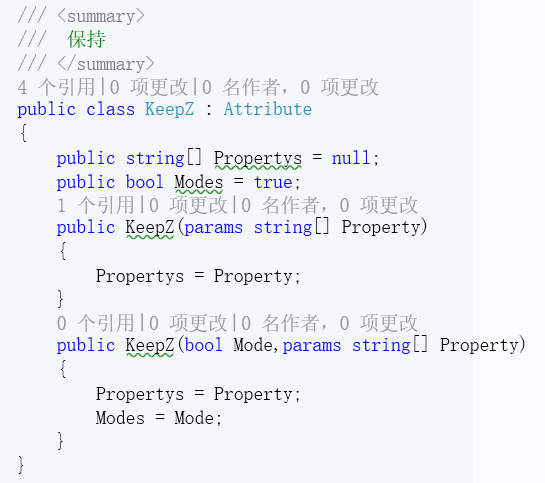 /// <summary>
///  保持
/// </summary>
4 个引用|0 项更改|0 名作者，0 项更改
public class KeepZ : Attribute
{
    public string[] Propertys = null;
    public bool Modes = true;
    1 个引用|0 项更改|0 名作者，0 项更改
    public KeepZ(params string[] Property)
    {
        Propertys = Property;
    }
    0 个引用|0 项更改|0 名作者，0 项更改
    public KeepZ(bool Mode,params string[] Property)
    {
        Propertys = Property;
        Modes = Mode;
    }
}